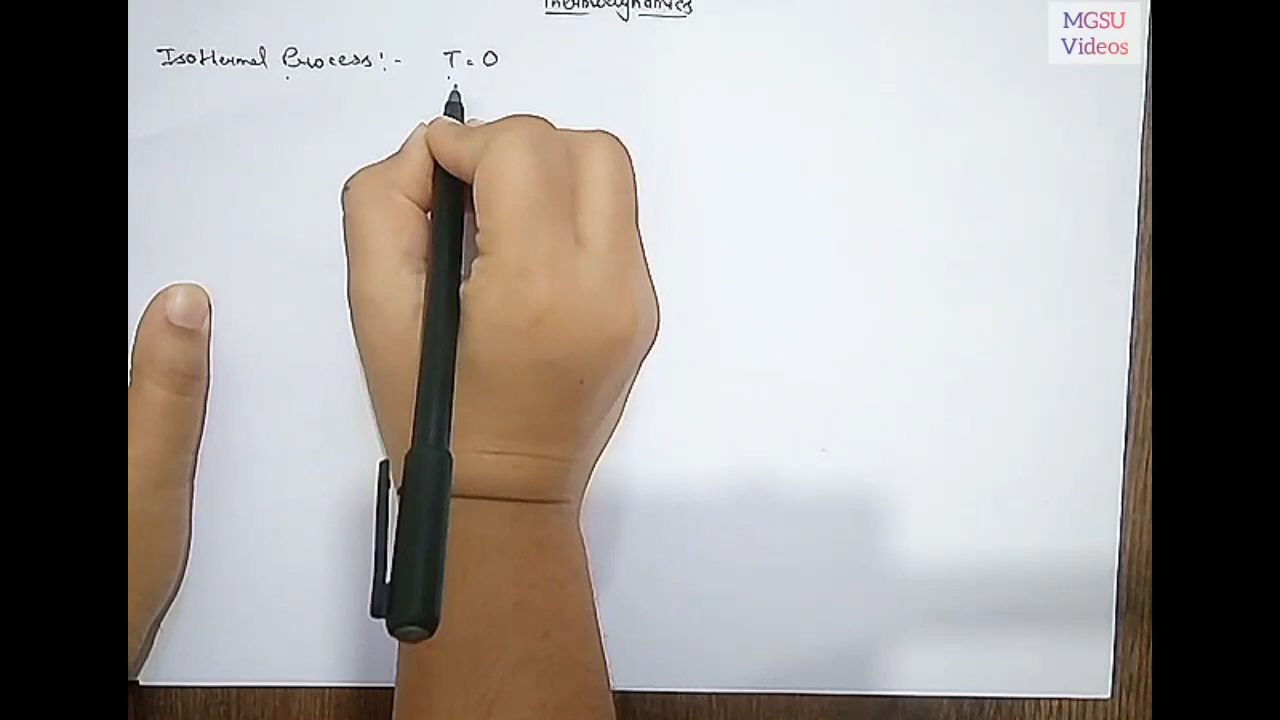 Thermodynamics
MGSU
Videos
Isothermal Process :- T = 0